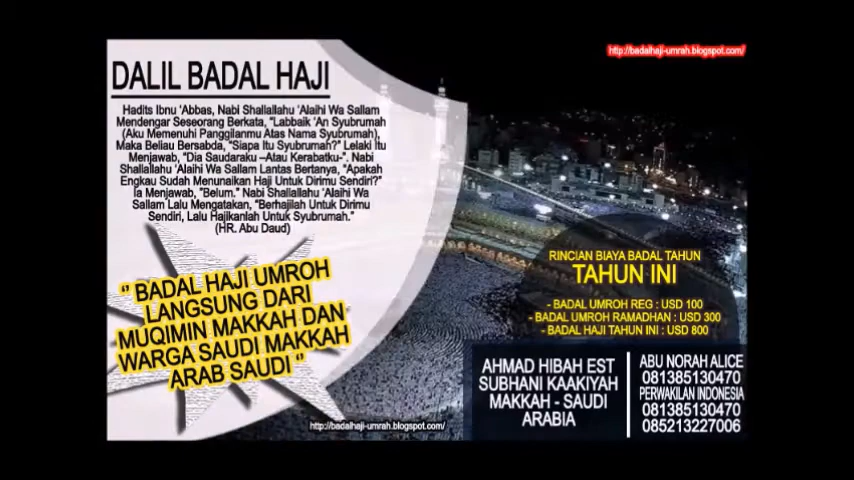 http://badalhaji-umrah.blogspot.com/
DALIL BADAL HAJI
Hadits Ibnu 'Abbas, Nabi Shallallahu 'Alaihi Wa Sallam
Mendengar Seseorang Berkata, "Labbaik 'An Syubrumah
(Aku Memenuhi Panggilanmu Atas Nama Syubrumah),
Maka Beliau Bersabda, "Siapa Itu Syubrumah?" Lelaki Itu
Menjawab, "Dia Saudaraku –Atau Kerabatku-". Nabi
Shallallahu 'Alaihi Wa Sallam Lantas Bertanya, "Apakah
Engkau Sudah Menunaikan Haji Untuk Dirimu Sendiri?"
Ia Menjawab, "Belum." Nabi Shallallahu 'Alaihi Wa
Sallam Lalu Mengatakan, "Berhajilah Untuk Dirimu
Sendiri, Lalu Hajikanlah Untuk Syubrumah."
(HR. Abu Daud)
" BADAL HAJI UMROH
LANGSUNG DARI
MUQIMIN MAKKAH DAN
WARGA SAUDI MAKKAH
ARAB SAUDI "
RINCIAN BIAYA BADAL TAHUN
TAHUN INI
- BADAL UMROH REG : USD 100
- BADAL UMROH RAMADHAN : USD 300
- BADAL HAJI TAHUN INI : USD 800
AHMAD HIBAH EST
SUBHANI KAAKIYAH
MAKKAH - SAUDI
ARABIA
ABU NORAH ALICE
081385130470
PERWAKILAN INDONESIA
081385130470
085213227006
http://badalhaji-umrah.blogspot.com/